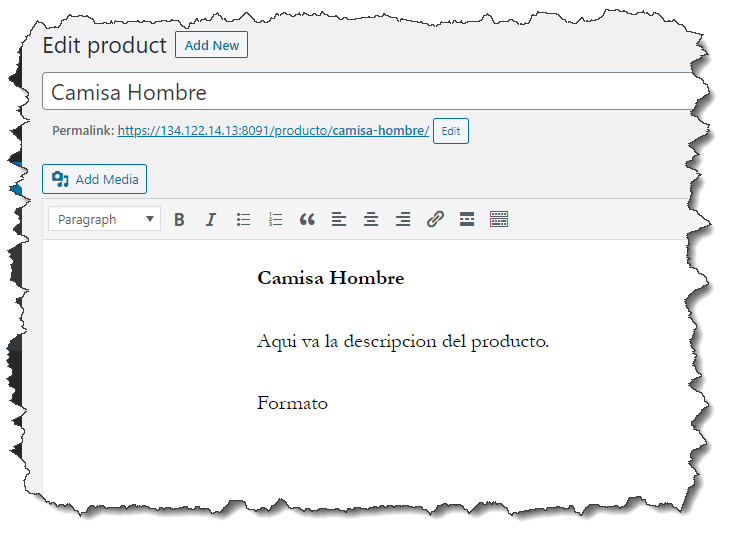 Edit product Add New
Camisa Hombre
Permalink: https://134.122.14.13:8091/producto/camisa-hombre/ Edit
Add Media
Paragraph B I
Camisa Hombre
Aqui va la descripcion del producto.
Formato